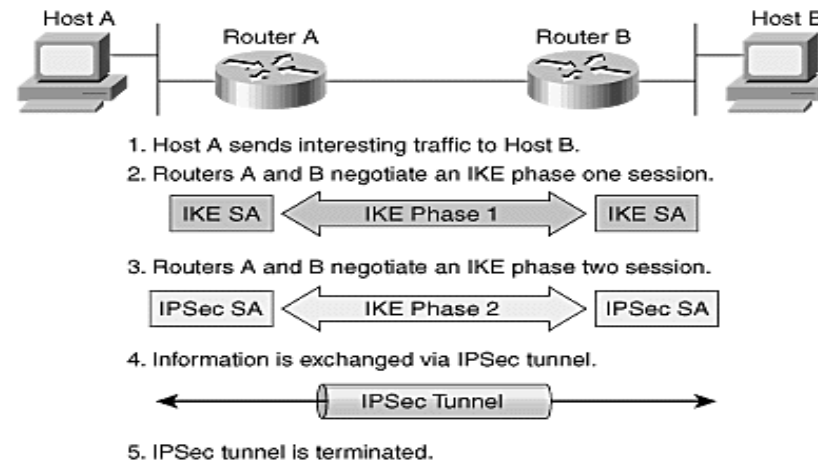 Host A
Host B
Router A
Router B
1. Host A sends interesting traffic to Host B.
2. Routers A and B negotiate an IKE phase one session.
IKE SA
IKE Phase 1
IKE SA
3. Routers A and B negotiate an IKE phase two session.
IPSec SA
IKE Phase 2
IPSec SA
4. Information is exchanged via IPSec tunnel.
IPSec Tunnel
5. IPSec tunnel is terminated.